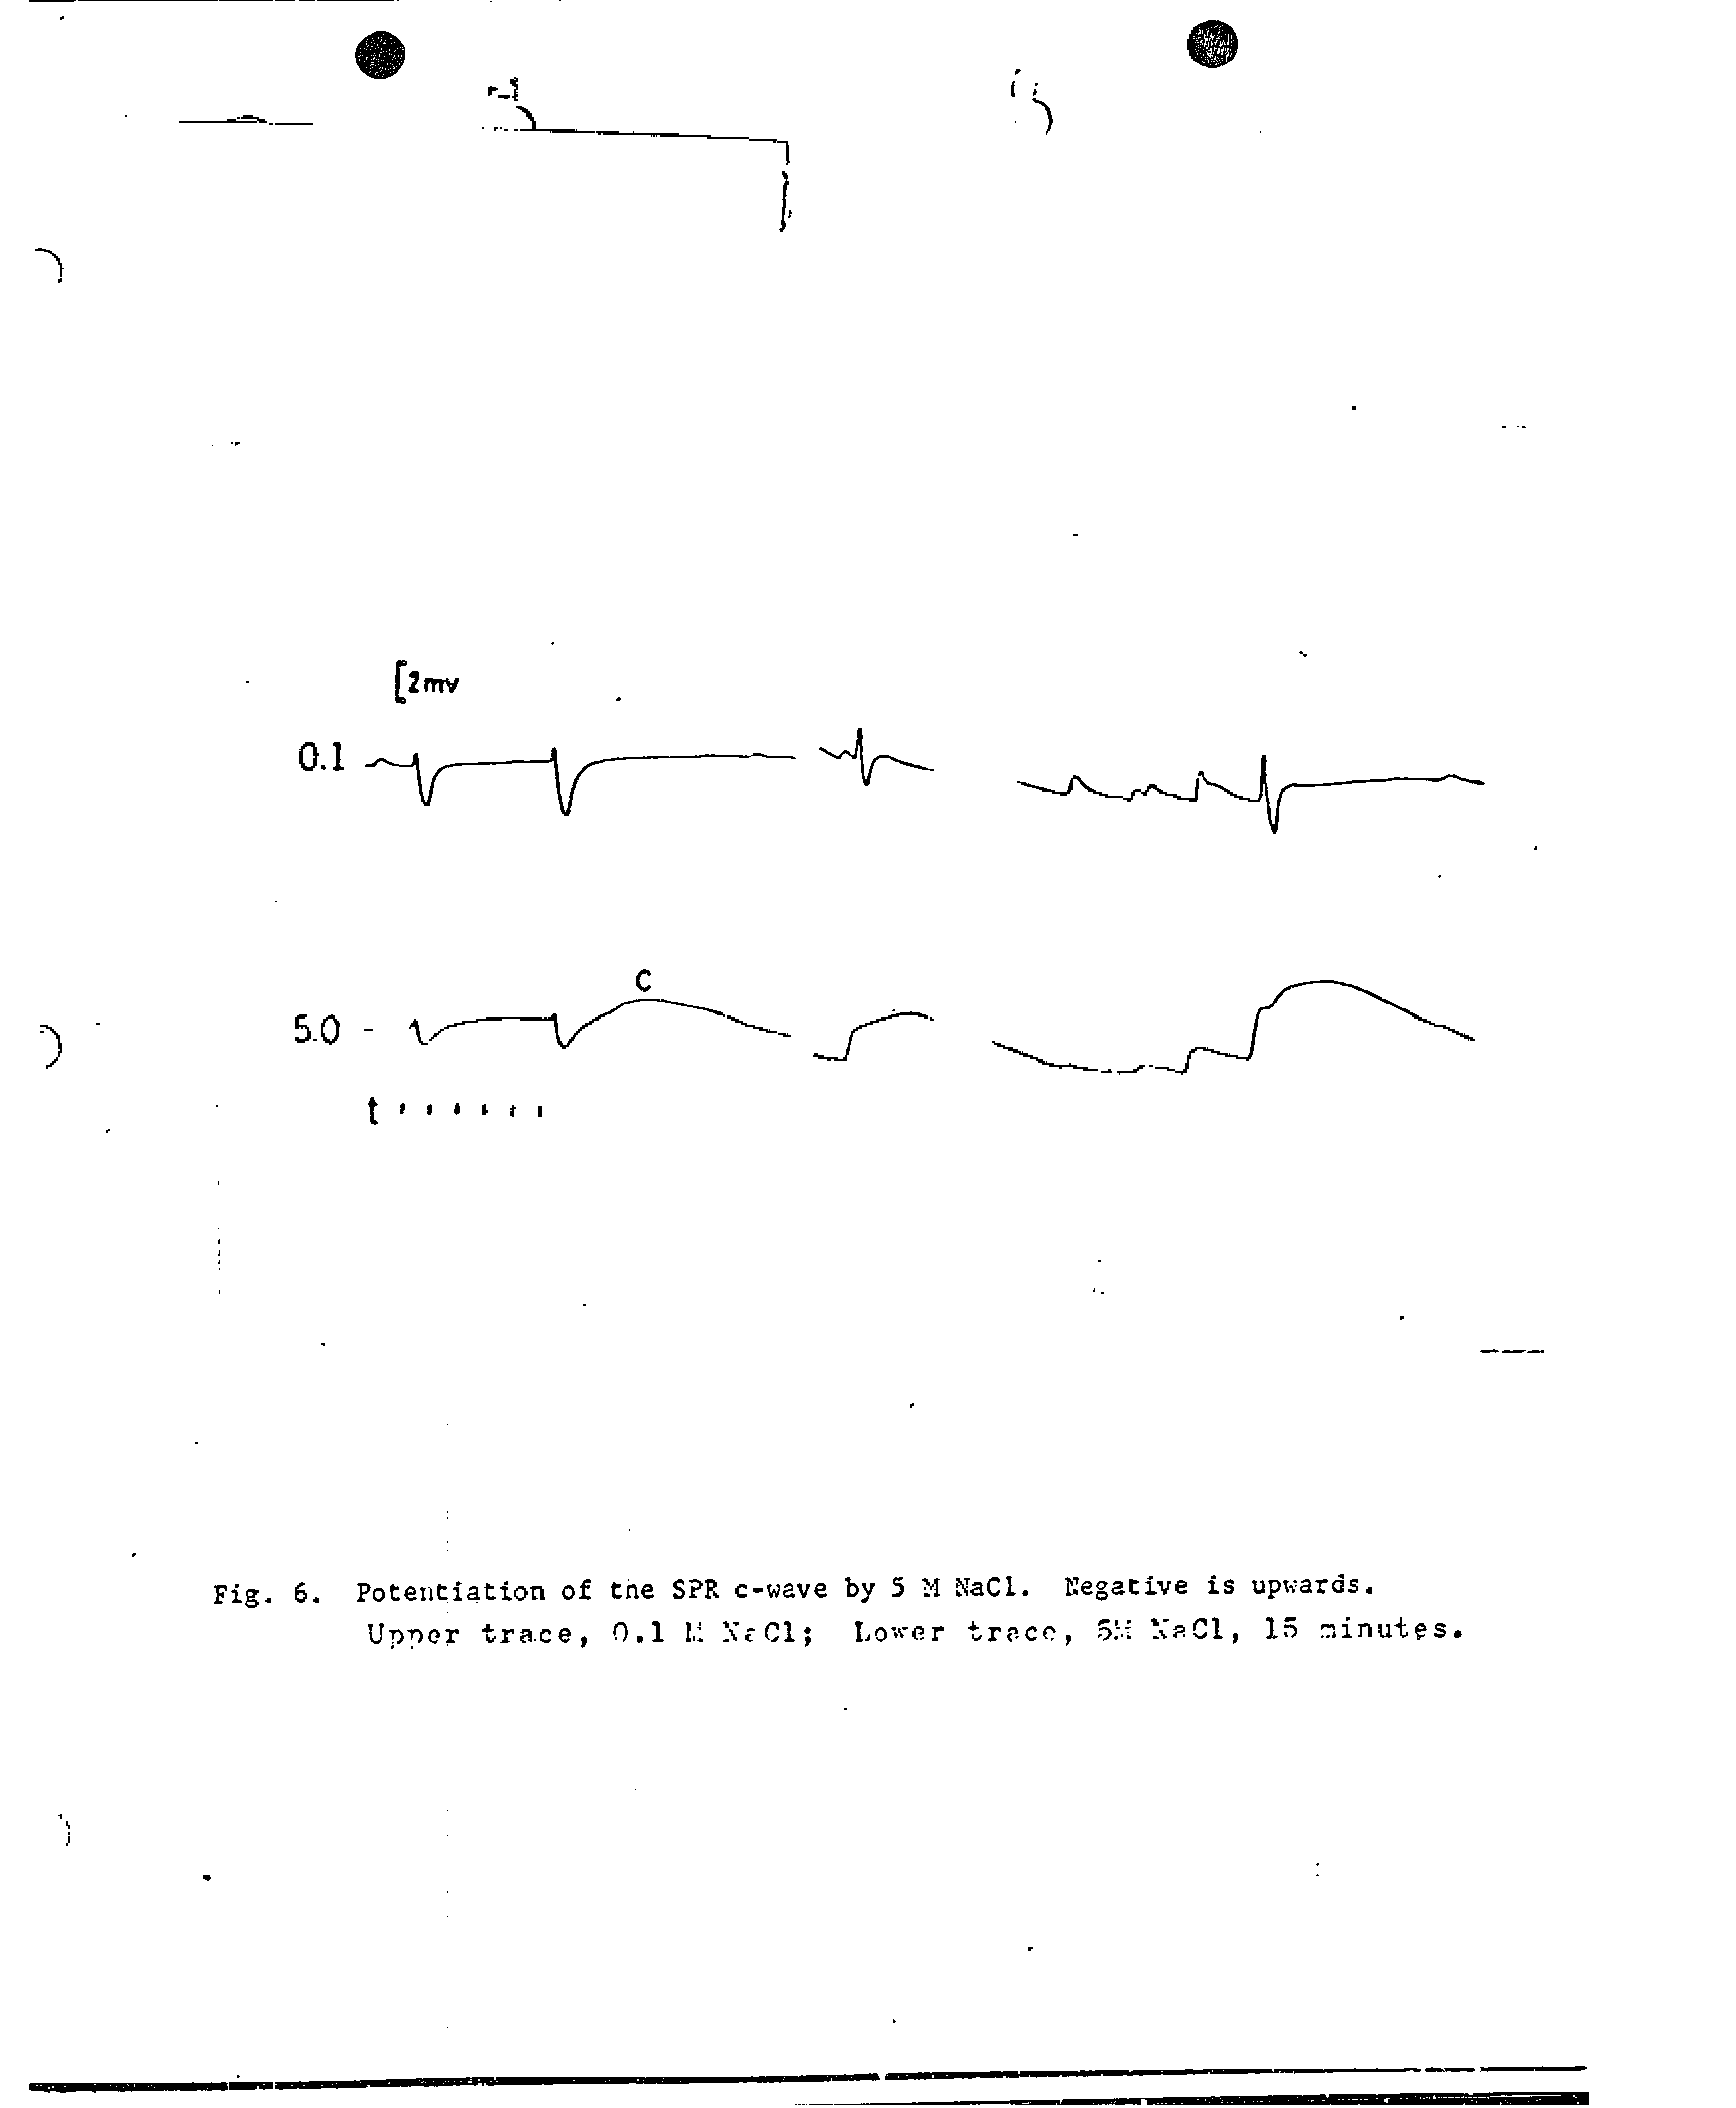 [2mv
0.1
C
5.0 -
t
Fig. 6. Potentiation of the SPR c-wave by 5 M NaCl. Negative is upwards.
Upper trace, 0.1 M NaCl; Lower trace, 5M NaCl, 15 minutes.